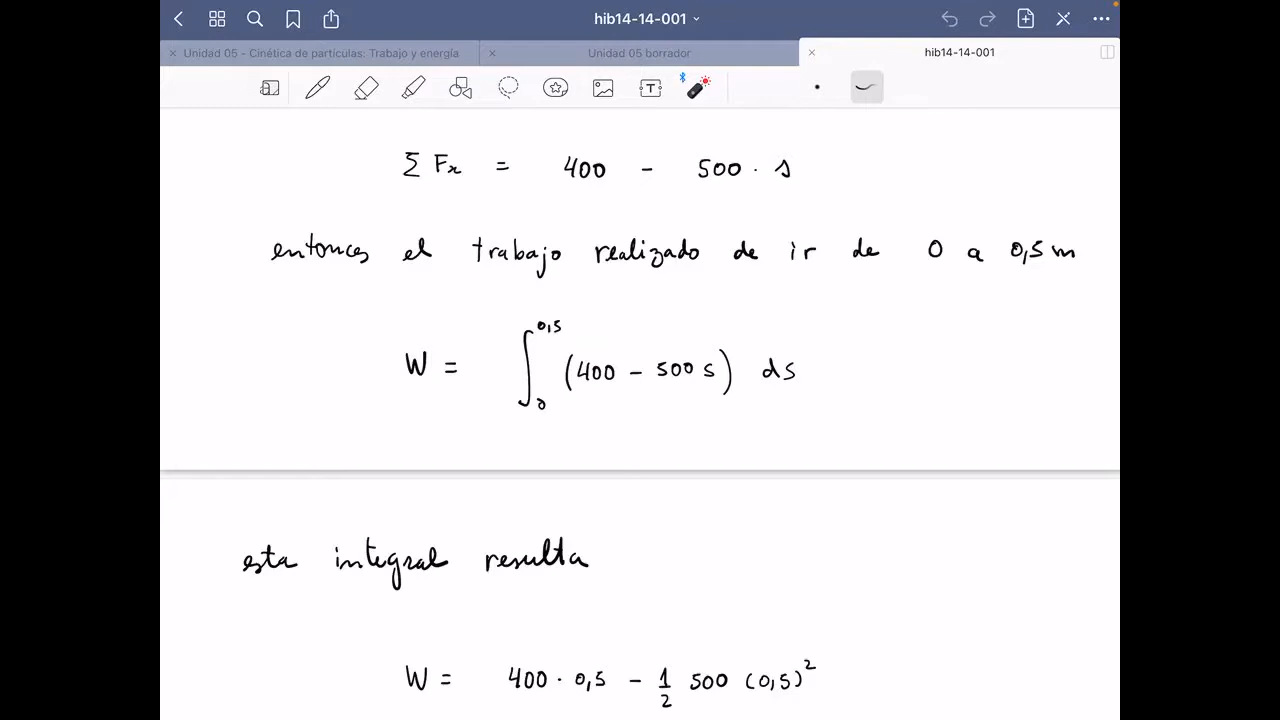 hib14-14-001
Unidad 05 - Cinética de partículas: Trabajo y energía
Unidad 05 borrador
hib14-14-001
T
Σ Fx = 400 - 500 · s
entonces el trabajo realizado de ir de 0 a 0,5 m
W = ∫₀^0,5 (400 - 500 s) ds
esta integral resulta
W = 400 · 0,5 - 1/2 500 (0,5)²